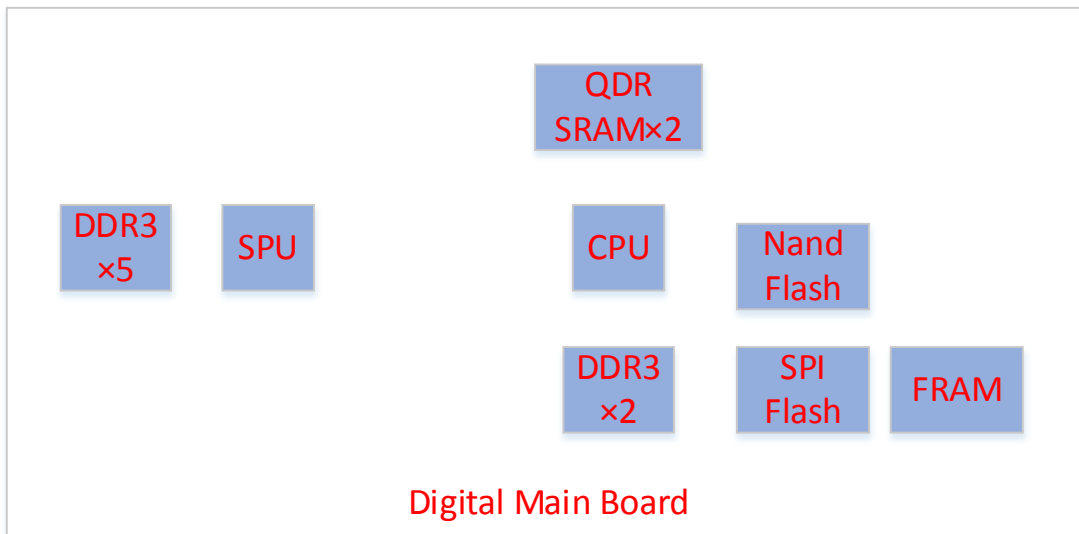 QDR
SRAM×2
DDR3
×5
SPU
CPU
Nand
Flash
DDR3
×2
SPI
Flash
FRAM
Digital Main Board